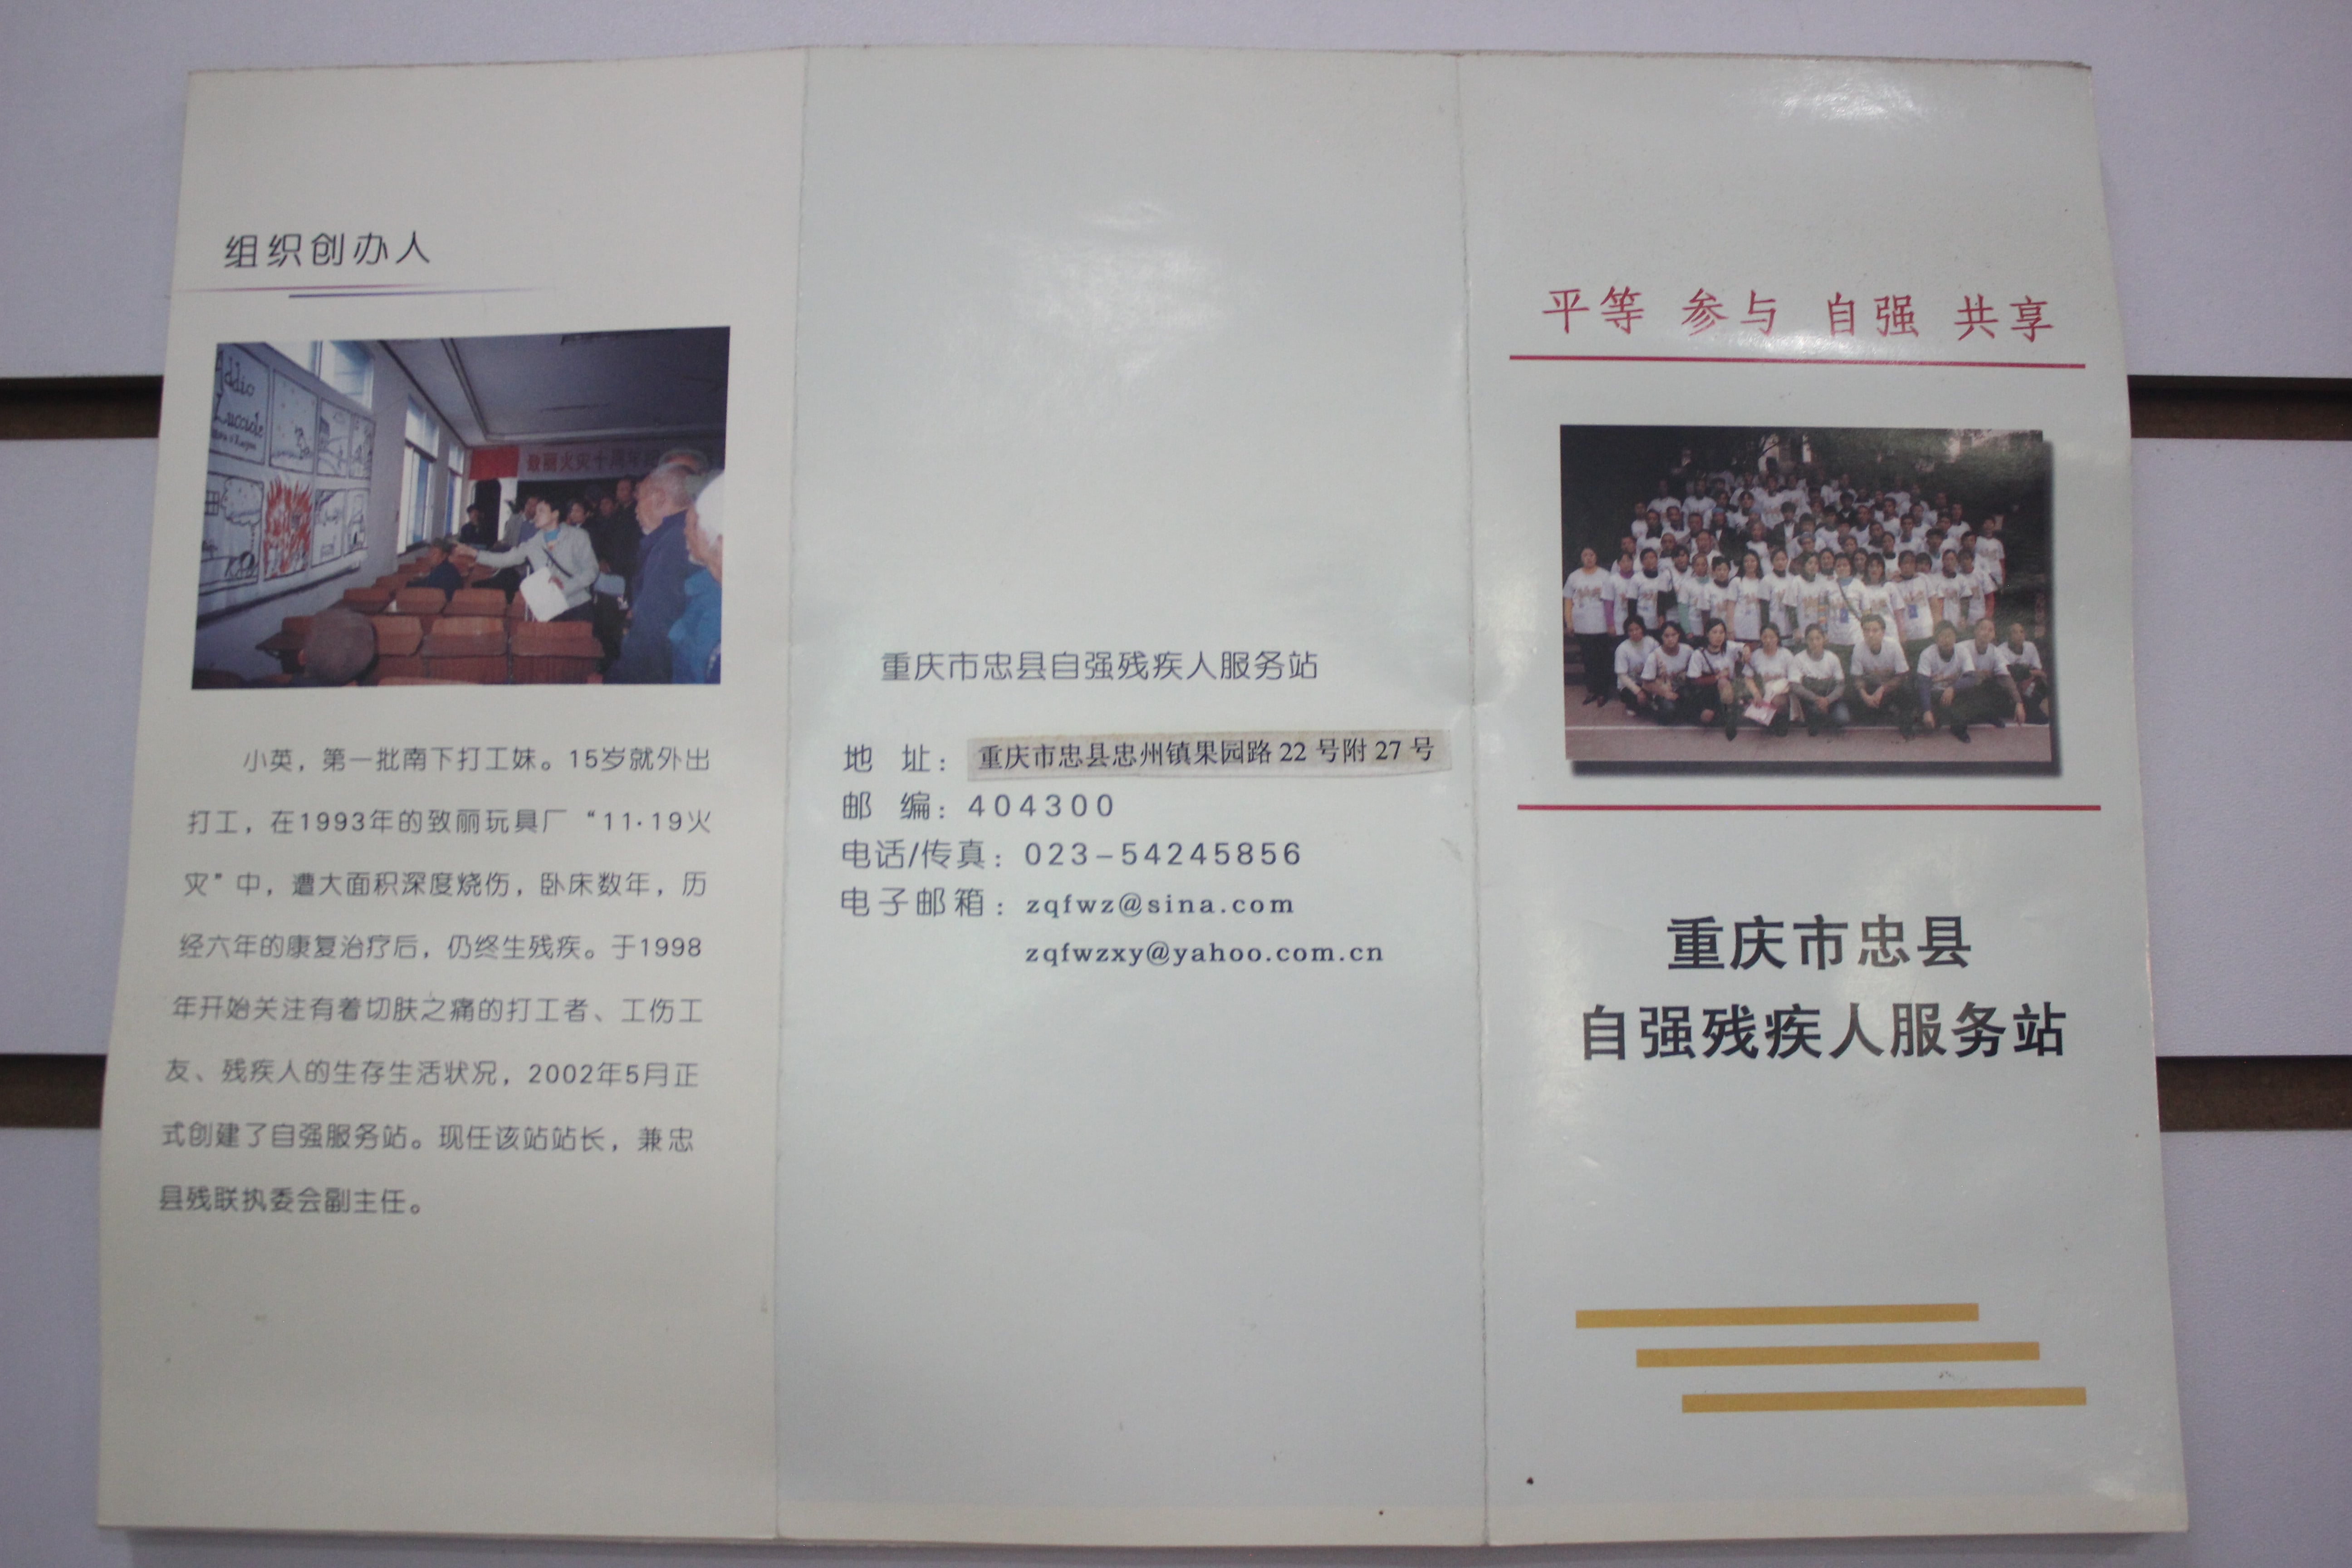 组织创办人
Addio
Lucciole
致丽火灾十周年
小英，第一批南下打工妹。15岁就外出
打工，在1993年的致丽玩具厂“11·19火
灾”中，遭大面积深度烧伤，卧床数年，历
经六年的康复治疗后，仍终生残疾。于1998
年开始关注有着切肤之痛的打工者、工伤工
友、残疾人的生存生活状况，2002年5月正
式创建了自强服务站。现任该站站长，兼忠
县残联执委会副主任。
重庆市忠县自强残疾人服务站
地 址：重庆市忠县忠州镇果园路 22 号附 27 号
邮 编：404300
电话/传真：023-54245856
电子邮箱：zqfwz@sina.com
zqfwzxy@yahoo.com.cn
平等 参与 自强 共享
重庆市忠县
自强残疾人服务站